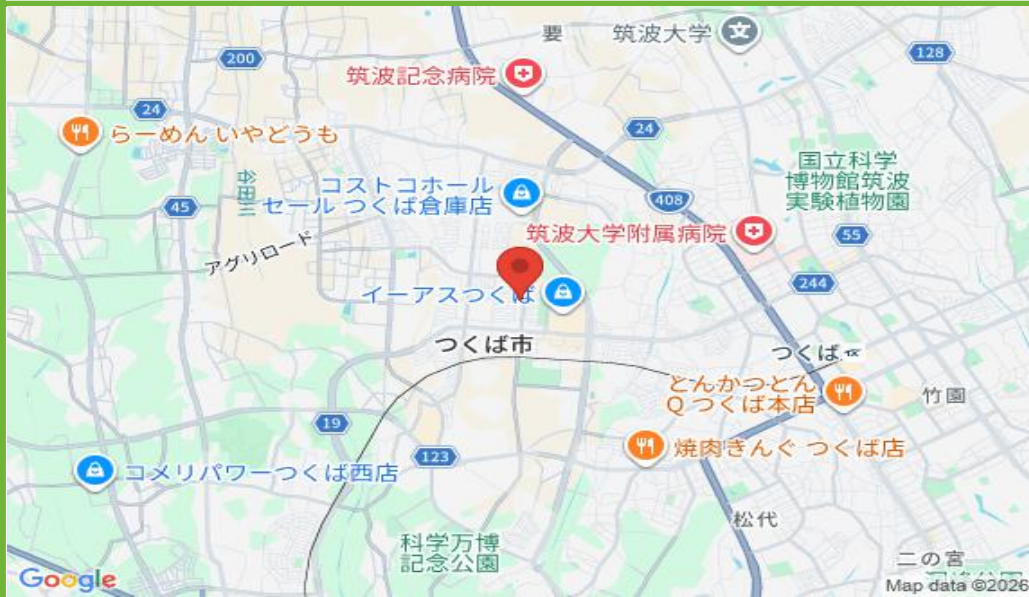 要
筑波大学
200
128
筑波記念病院
24
24
らーめん いやどうも
国立科学
博物館筑波
実験植物園
谷田川
コストコホール
セール つくば倉庫店
408
45
筑波大学附属病院
55
アグリロード
244
イーアスつくば
つくば市
つくば
とんかつとん
Q つくば本店
竹園
19
焼肉きんぐ つくば店
123
コメリパワーつくば西店
松代
科学万博
記念公園
二の宮
Google
Map data ©2026